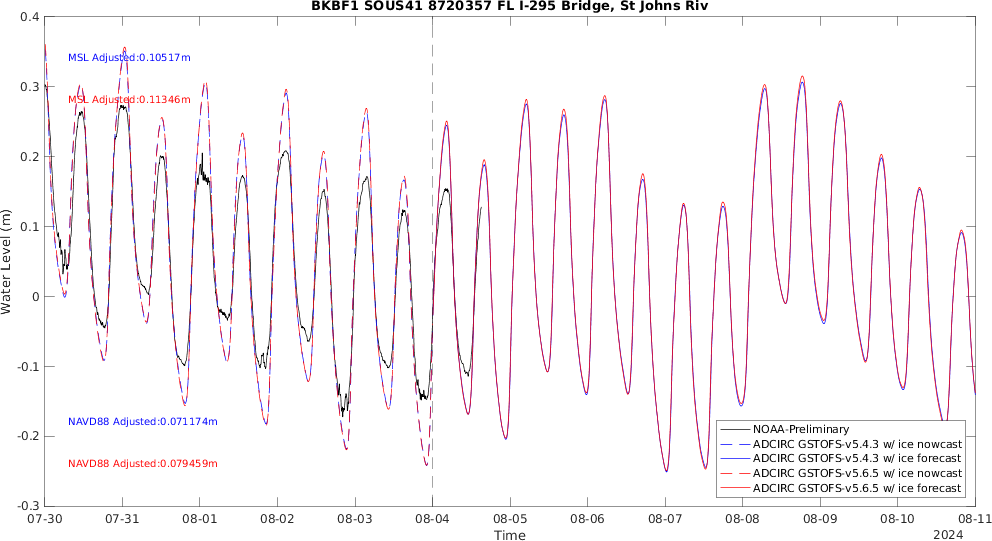 BKBF1 SOUS41 8720357 FL I-295 Bridge, St Johns Riv
0.4
0.3
0.2
0.1
0
-0.1
-0.2
-0.3
Water Level (m)
MSL Adjusted:0.10517m
MSL Adjusted:0.11346m
NAVD88 Adjusted:0.071174m
NAVD88 Adjusted:0.079459m
NOAA-Preliminary
ADCIRC GSTOFS-v5.4.3 w/ ice nowcast
ADCIRC GSTOFS-v5.4.3 w/ ice forecast
ADCIRC GSTOFS-v5.6.5 w/ ice nowcast
ADCIRC GSTOFS-v5.6.5 w/ ice forecast
07-30 07-31 08-01 08-02 08-03 08-04 08-05 08-06 08-07 08-08 08-09 08-10 08-11
Time
2024